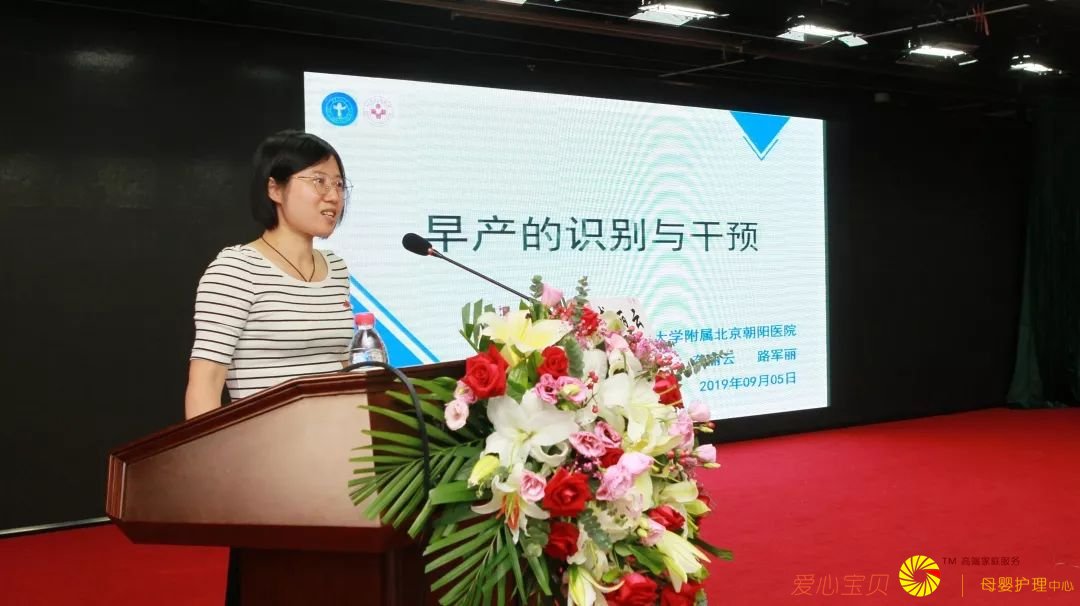 早产的识别与干预
大学附属北京朝阳医院
丽云 路军丽
2019年09月05日
爱心宝贝
TM 高端家庭服务
母婴护理中心